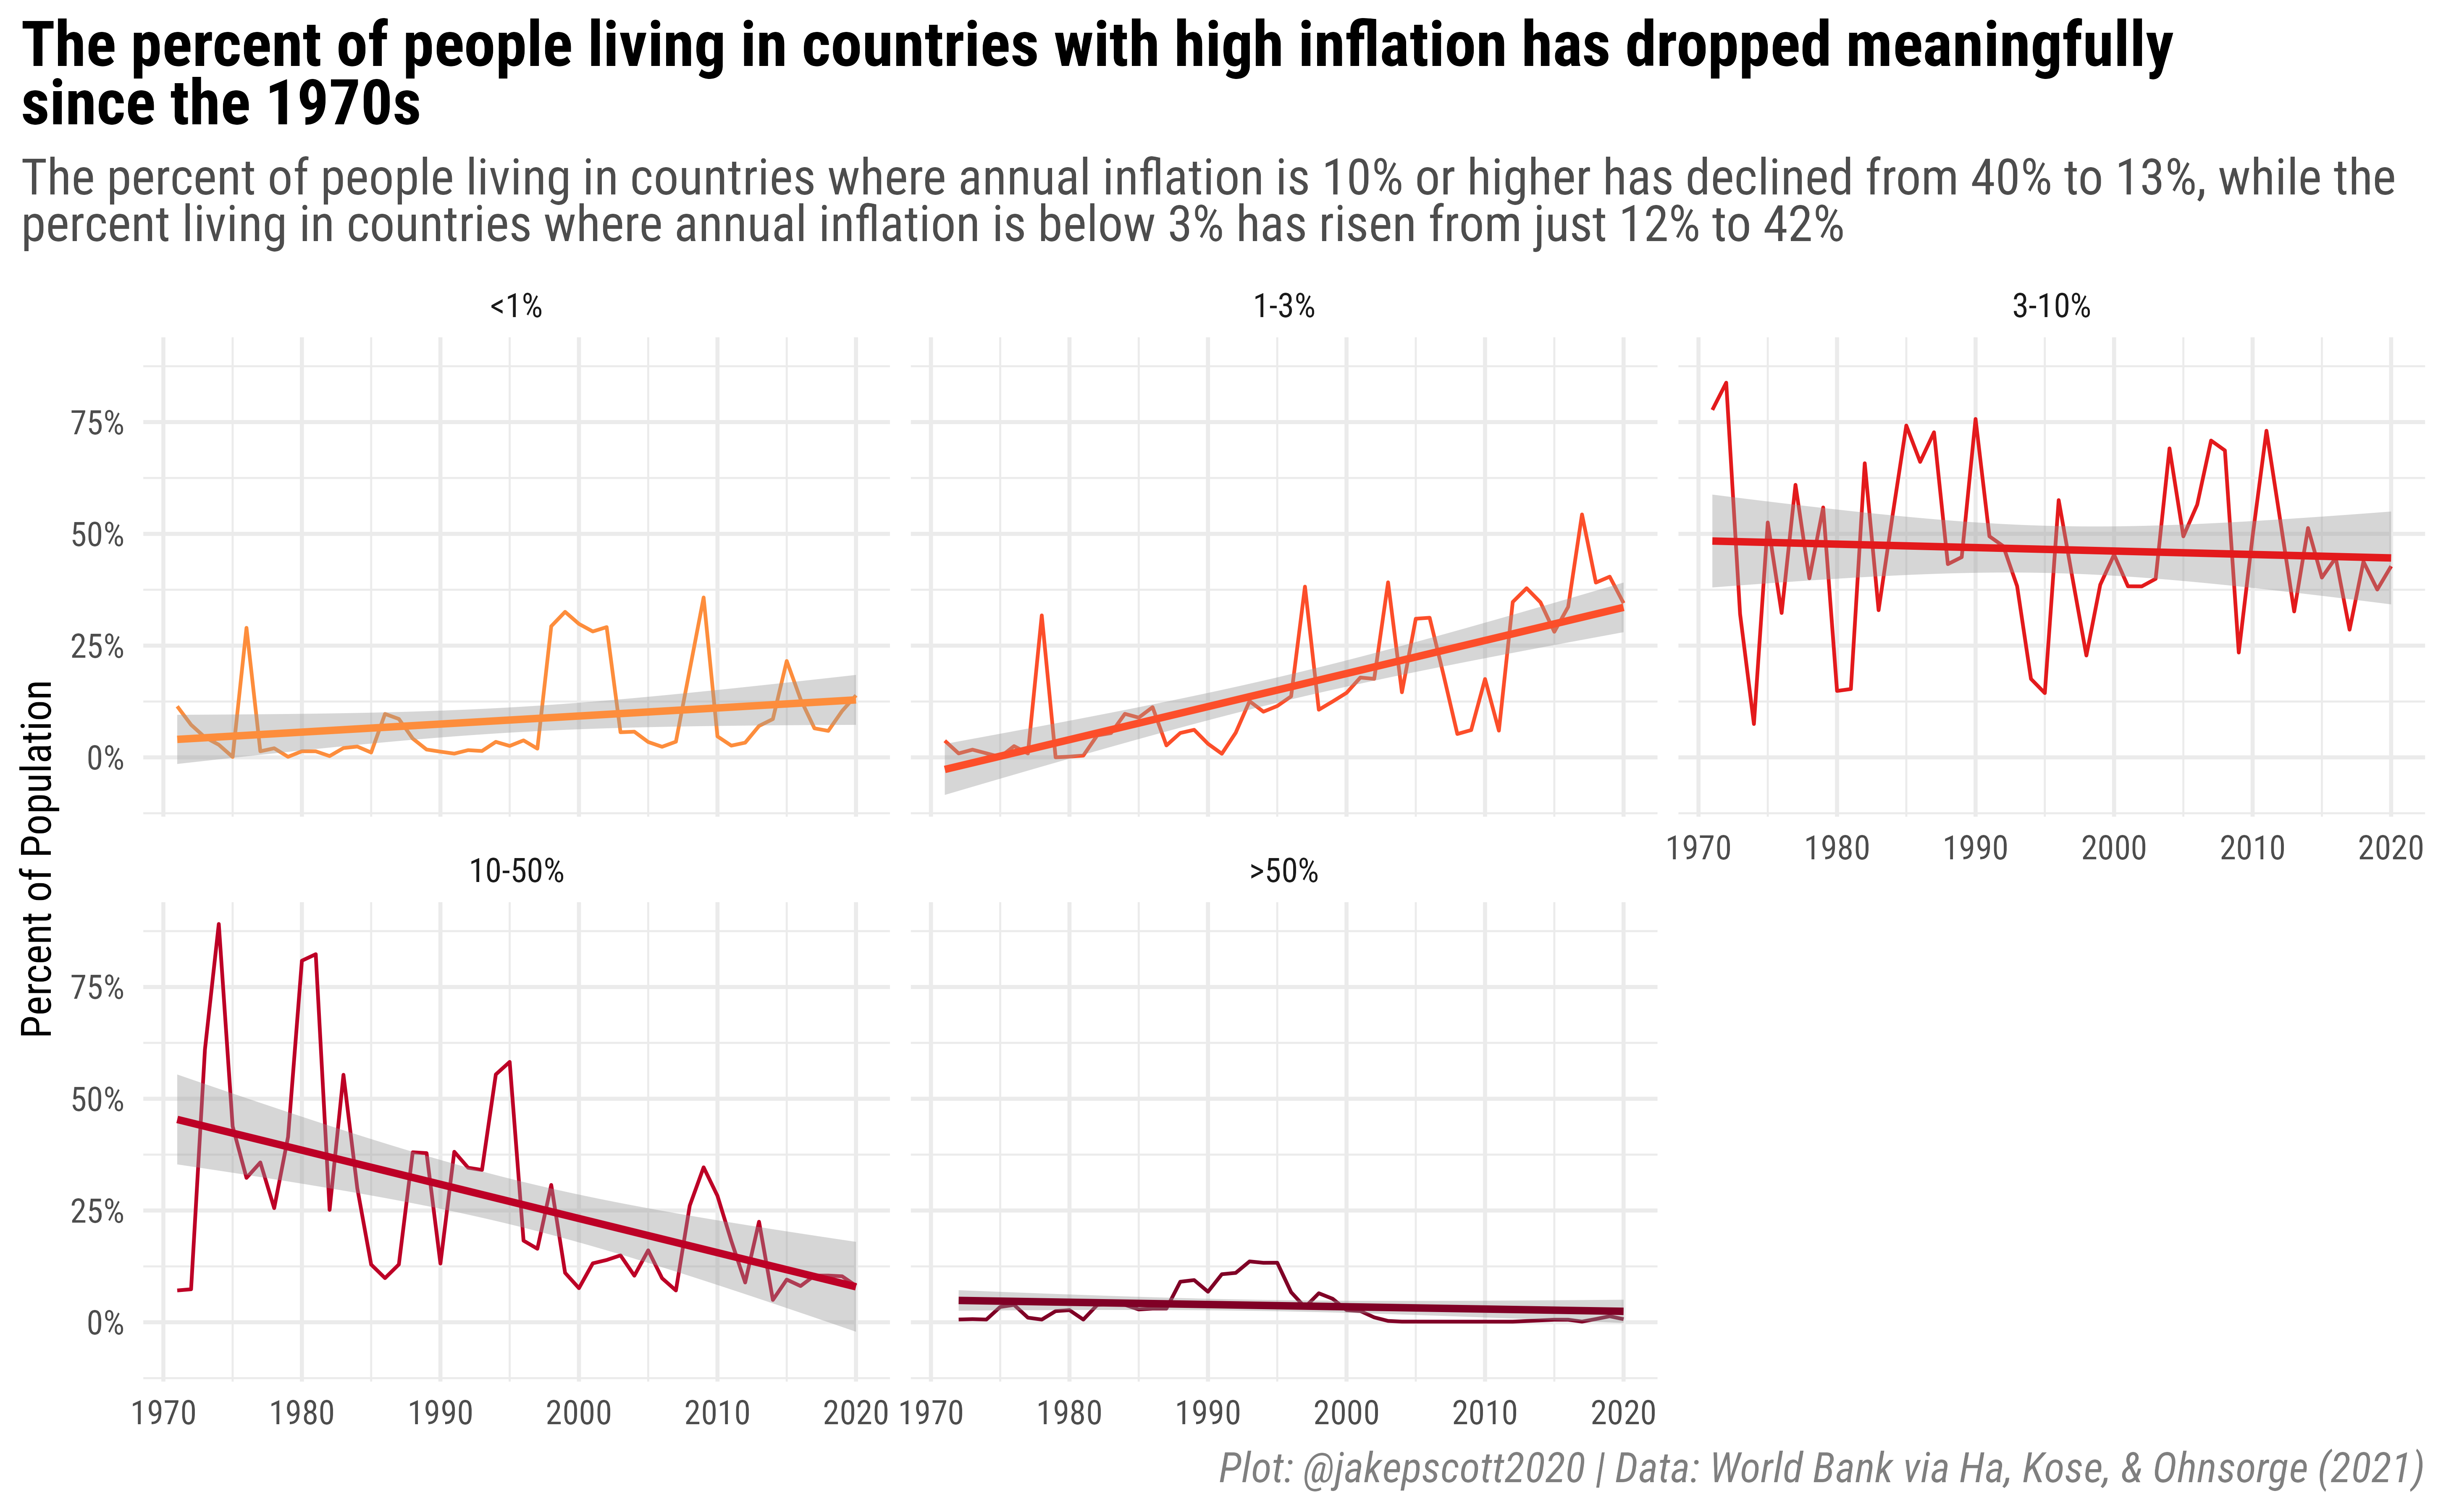 The percent of people living in countries with high inflation has dropped meaningfully
since the 1970s
The percent of people living in countries where annual inflation is 10% or higher has declined from 40% to 13%, while the
percent living in countries where annual inflation is below 3% has risen from just 12% to 42%
<1%
1-3%
3-10%
75%
50%
25%
0%
1970 1980 1990 2000 2010 2020
10-50%
>50%
Percent of Population
75%
50%
25%
0%
1970 1980 1990 2000 2010 2020
1970 1980 1990 2000 2010 2020
Plot: @jakepscott2020 | Data: World Bank via Ha, Kose, & Ohnsorge (2021)